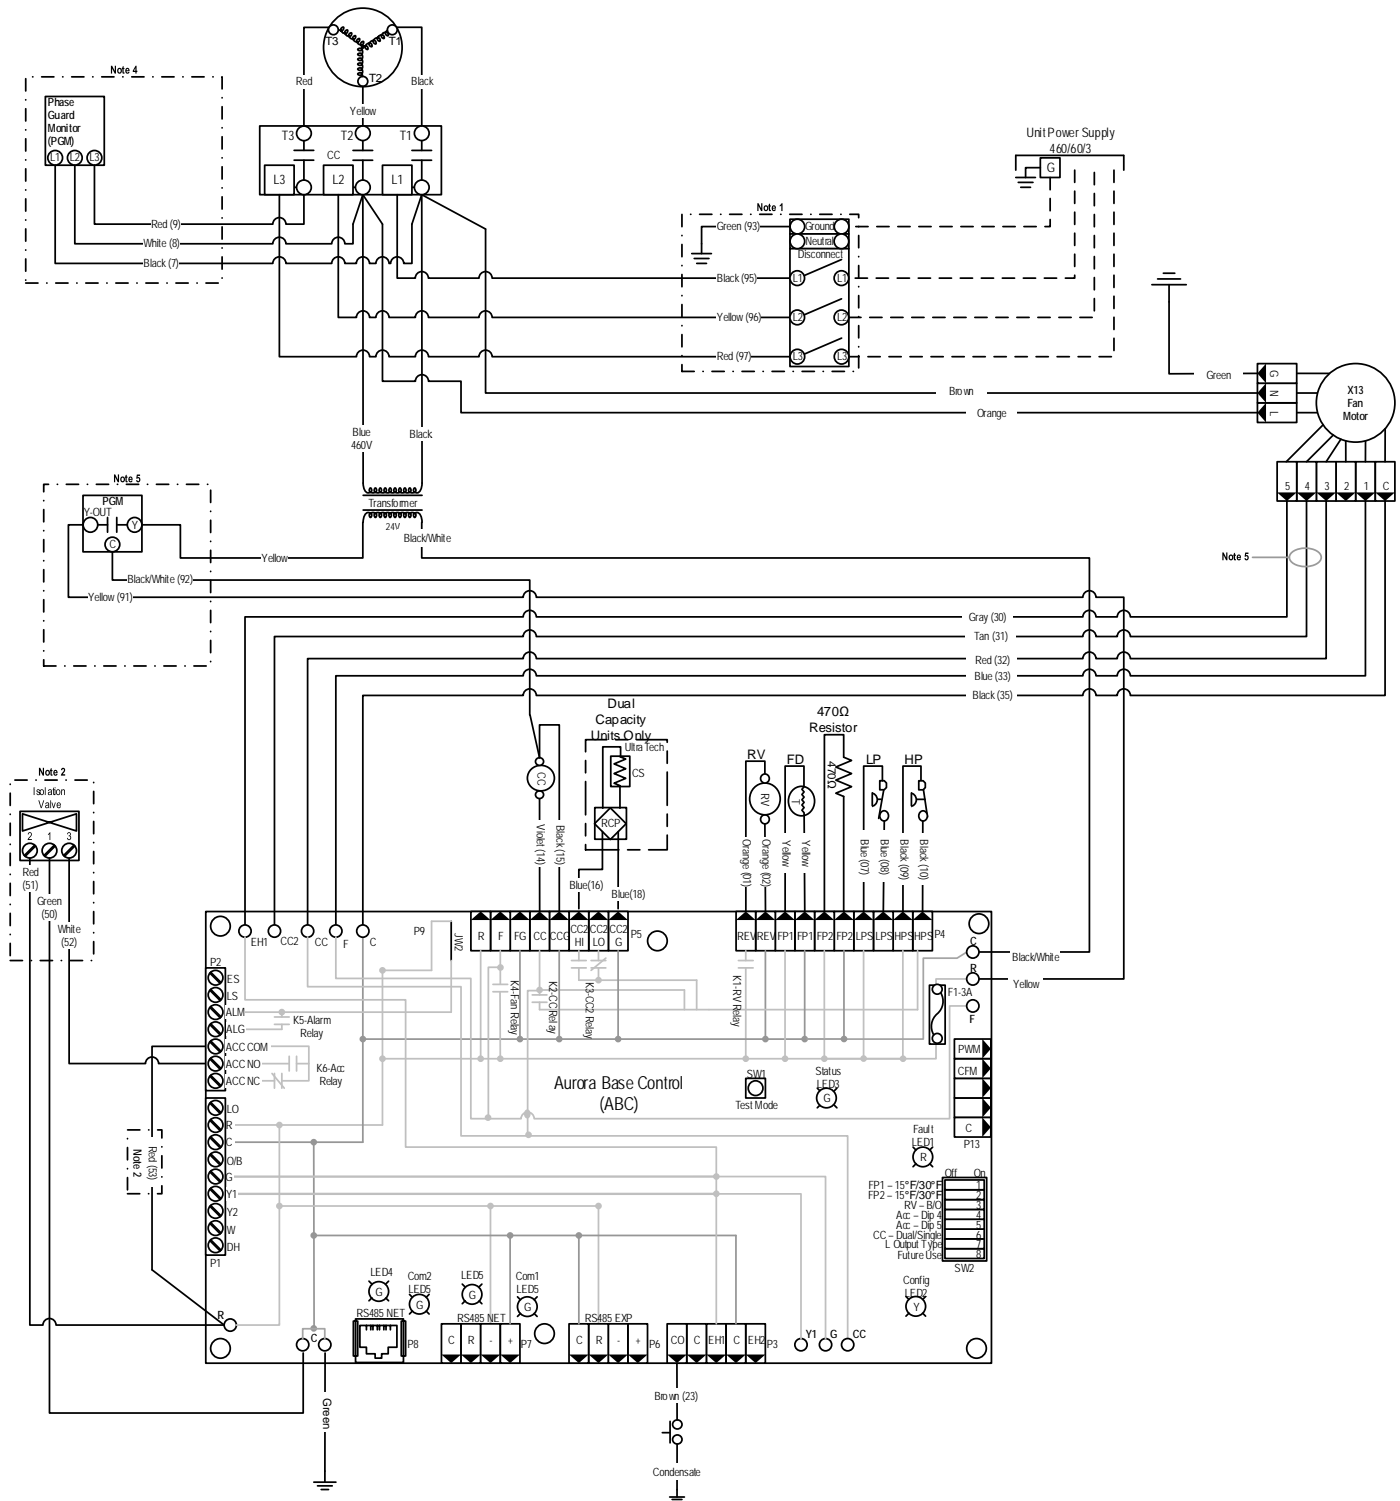 T3
T1
T2
Note 4
Red
Black
Yellow
Phase
Guard
Monitor
(PGM)
L1
L2
L3
T3
T2
T1
CC
L3
L2
L1
Unit Power Supply
460/60/3
G
Red (9)
White (8)
Black (7)
Note 1
Green (93)
Ground
Neutral
Disconnect
Black (95)
L1
L1
Yellow (96)
L2
L2
Red (97)
L3
L3
Green
G
Brown
N
Orange
L
X13
Fan
Motor
Blue
460V
Black
5
4
3
2
1
C
Note 5
PGM
Y-OUT
Y
C
Transformer
24V
Black/White
Yellow
Note 5
Black/White (92)
Yellow (91)
Gray (30)
Tan (31)
Red (32)
Blue (33)
Black (35)
Dual
Capacity
Units Only
Ultra Tech
CS
RCP
470Ω
Resistor
470Ω
RV
RV
FD
T
LP
HP
CC
Violet (14)
Black (15)
Blue(16)
Blue(18)
Orange (01)
Orange (02)
Yellow
Yellow
Blue (07)
Blue (08)
Black (09)
Black (10)
Note 2
Isolation
Valve
2
1
3
Red
(51)
Green
(50)
White
(52)
EH1
CC2
CC
F
C
P9
JW2
R
F
FG
CC
CCG
CC2
HI
CC2
LO
CC2
G
P5
REV
REV
FP1
FP1
FP2
FP2
LPS
LPS
HPS
HPS
P4
C
Black/White
R
Yellow
F1-3A
F
P2
ES
LS
ALM
ALG
ACC COM
ACC NO
ACC NC
K5-Alarm
Relay
K6-Acc
Relay
K4-Fan Relay
K2-CC Relay
K3-CC2 Relay
K1-RV Relay
Aurora Base Control
(ABC)
SW1
Test Mode
Status
LED3
G
PWM
CFM
C
P13
LO
R
C
O/B
G
Y1
Y2
W
DH
P1
Red (53)
Note 2
Fault
LED1
R
Off
On
FP1 – 15°F/30°F
1
FP2 – 15°F/30°F
2
RV – B/O
3
Acc – Dip 4
4
Acc – Dip 5
5
CC – Dual/Single
6
L Output Type
7
Future Use
8
SW2
Config
LED2
Y
R
C
LED4
G
Com2
LED5
G
LED5
G
Com1
LED5
G
RS485 NET
P8
RS485 NET
C
R
-
+
P7
RS485 EXP
C
R
-
+
P6
CO
C
EH1
C
EH2
P3
Y1
G
CC
Green
Brown (23)
Condensate